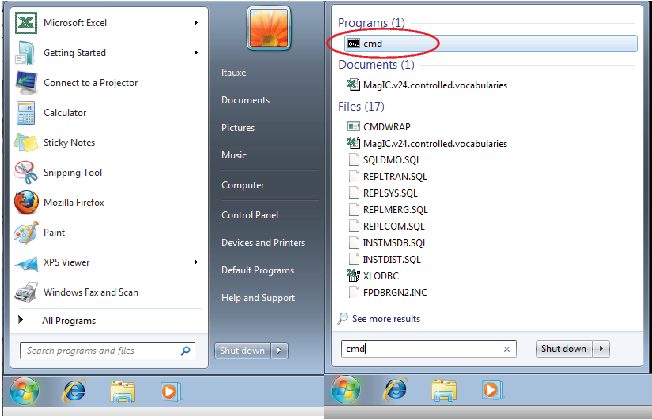 Microsoft Excel
Getting Started
Connect to a Projector
Calculator
Sticky Notes
Snipping Tool
Mozilla Firefox
Paint
XPS Viewer
Windows Fax and Scan
All Programs
Search programs and files
ltauxe
Documents
Pictures
Music
Computer
Control Panel
Devices and Printers
Default Programs
Help and Support
Shut down
Programs (1)
cmd
Documents (1)
MagIC.v24.controlled.vocabularies
Files (17)
CMDWRAP
MagIC.v24.controlled.vocabularies
SQLDMO.SQL
REPLTRAN.SQL
REPLSYS.SQL
REPLMERG.SQL
REPLCOM.SQL
INSTMSDB.SQL
INSTDIST.SQL
XLODBC
FPDBRGN2.INC
See more results
cmd
Shut down